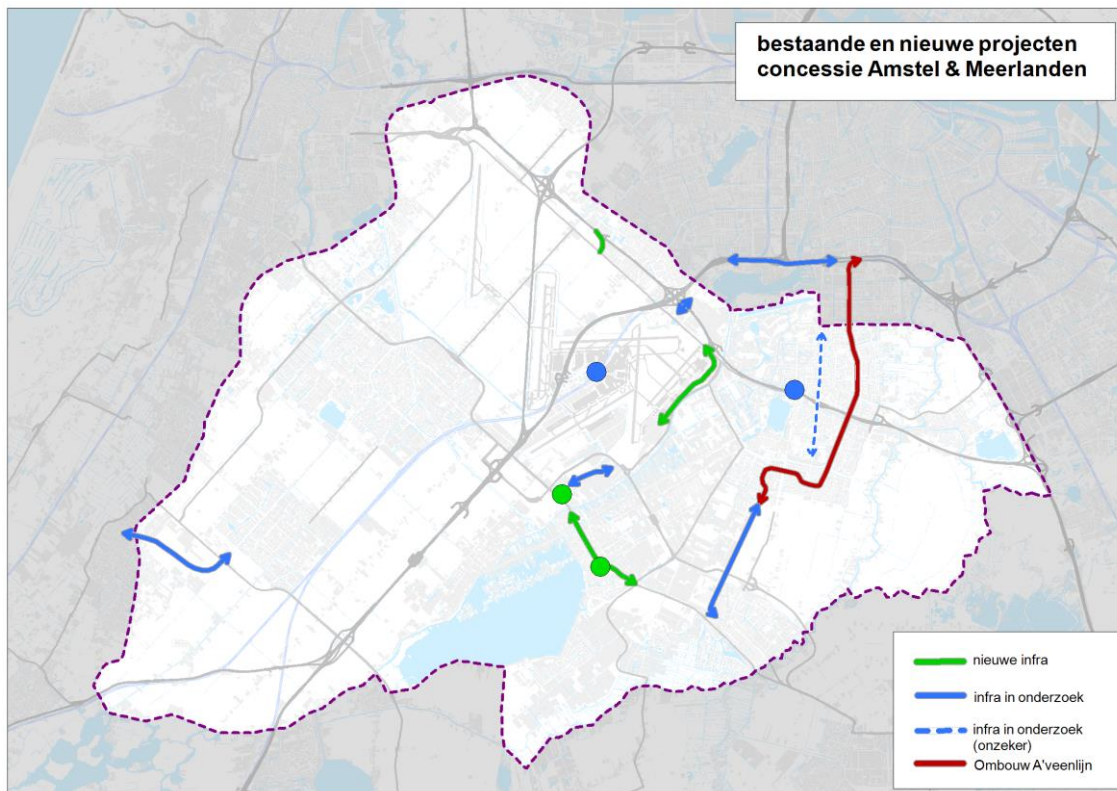 bestaande en nieuwe projecten
concessie Amstel & Meerlanden
nieuwe infra
infra in onderzoek
infra in onderzoek
(onzeker)
Ombouw A'veenlijn